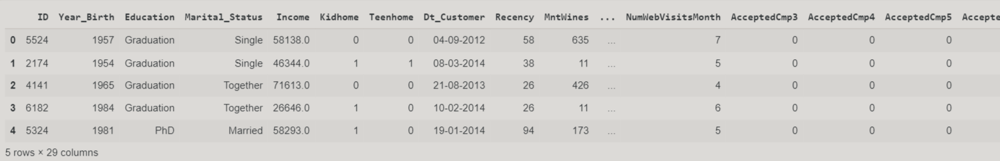 ID Year_Birth Education Marital_Status Income Kidhome Teenhome Dt_Customer Recency MntWines ... NumWebVisitsMonth AcceptedCmp3 AcceptedCmp4 AcceptedCmp5 Accepte
0 5524 1957 Graduation Single 58138.0 0 0 04-09-2012 58 635 ... 7 0 0 0
1 2174 1954 Graduation Single 46344.0 1 1 08-03-2014 38 11 ... 5 0 0 0
2 4141 1965 Graduation Together 71613.0 0 0 21-08-2013 26 426 ... 4 0 0 0
3 6182 1984 Graduation Together 26646.0 1 0 10-02-2014 26 11 ... 6 0 0 0
4 5324 1981 PhD Married 58293.0 1 0 19-01-2014 94 173 ... 5 0 0 0
5 rows × 29 columns